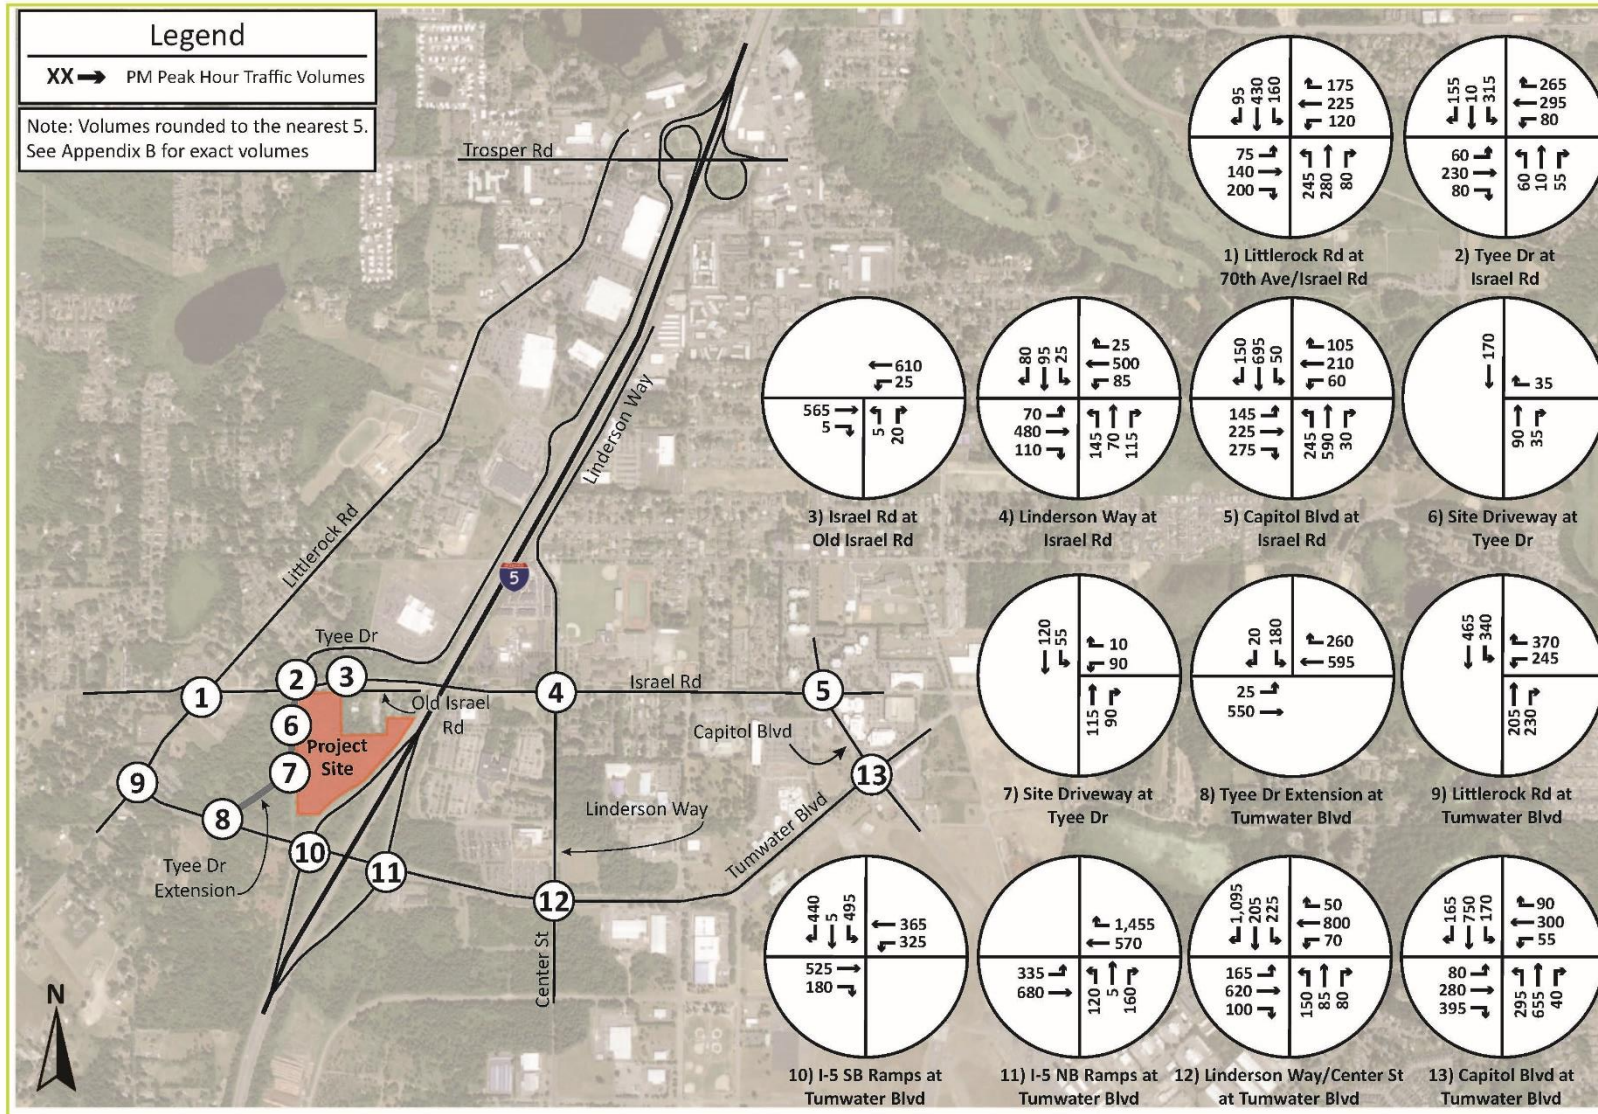 Legend
XX PM Peak Hour Traffic Volumes
Note: Volumes rounded to the nearest 5.
See Appendix B for exact volumes
Trosper Rd
Linderson Way
Littlerock Rd
5
Tyee Dr
1
2
3
4
5
6
7
8
9
10
11
12
13
Israel Rd
Old Israel
Rd
Project
Site
Capitol Blvd
Linderson Way
Tumwater Blvd
Tyee Dr
Extension
Center St
N
95 430 160
175
225
120
75
140
200
245 280 80
1) Littlerock Rd at
70th Ave/Israel Rd
155 10 315
265
295
80
60
230
80
60 10 55
2) Tyee Dr at
Israel Rd
610
25
565
5
5 20
3) Israel Rd at
Old Israel Rd
80 95 25
25
500
85
70
480
110
145 70 115
4) Linderson Way at
Israel Rd
150 695 50
105
210
60
145
225
275
245 590 30
5) Capitol Blvd at
Israel Rd
170
35
90 35
6) Site Driveway at
Tyee Dr
120 55
10
90
115 90
7) Site Driveway at
Tyee Dr
20 180
260
595
25
550
8) Tyee Dr Extension at
Tumwater Blvd
465 340
370
245
205 230
9) Littlerock Rd at
Tumwater Blvd
440 5 495
365
325
525
180
10) I-5 SB Ramps at
Tumwater Blvd
1,455
570
335
680
120 5 160
11) I-5 NB Ramps at
Tumwater Blvd
1,095 205 225
50
800
70
165
620
100
150 85 80
12) Linderson Way/Center St
at Tumwater Blvd
165 750 170
90
300
55
80
280
395
295 655 40
13) Capitol Blvd at
Tumwater Blvd